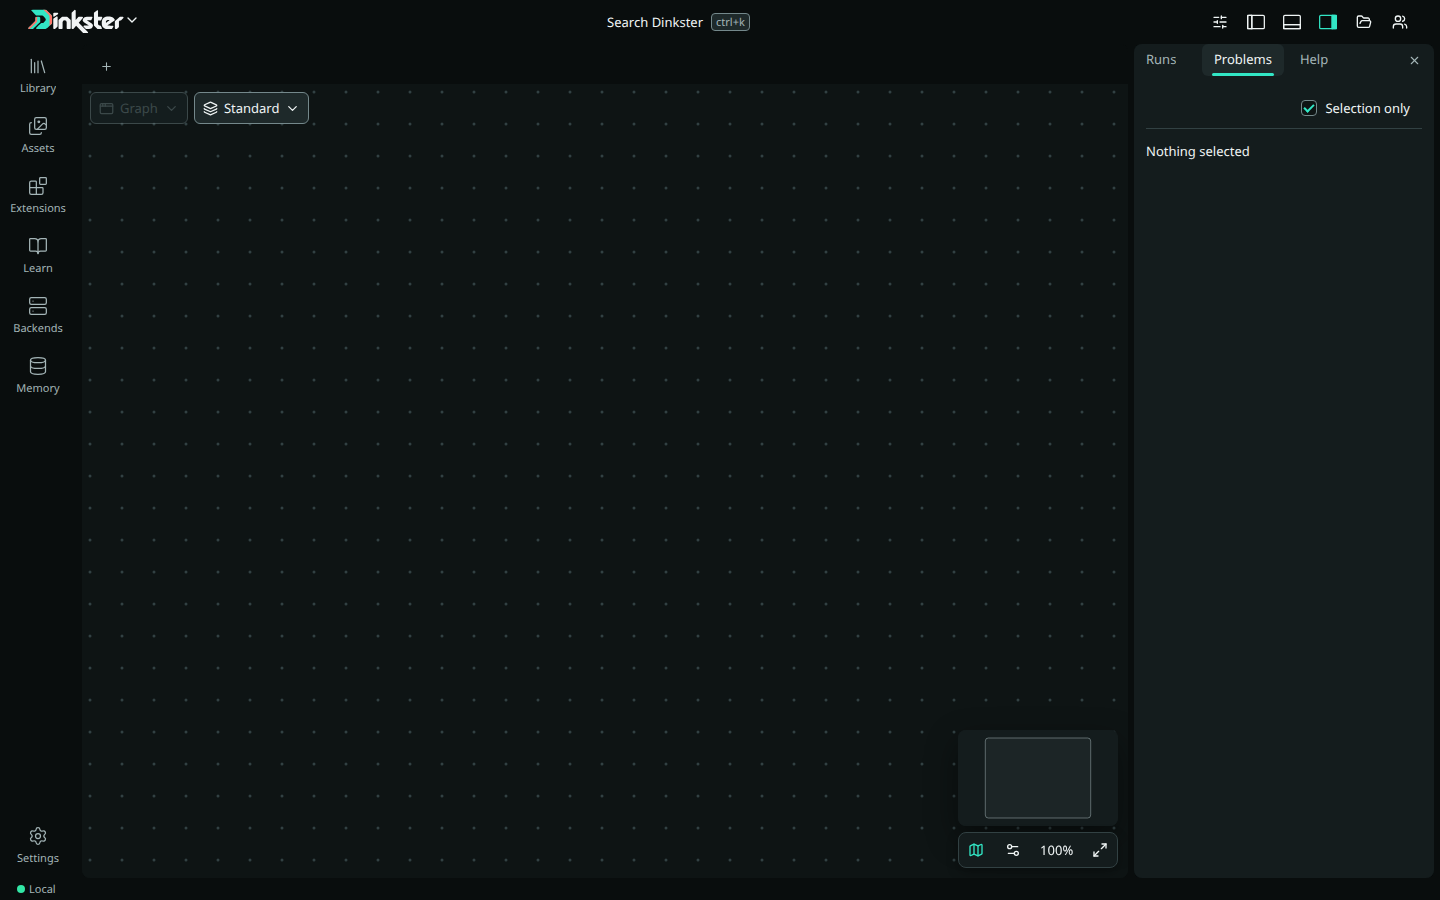 Dinkster
Search Dinkster ctrl+k
Library
Assets
Extensions
Learn
Backends
Memory
Settings
Local
Graph
Standard
100%
Runs
Problems
Help
Selection only
Nothing selected